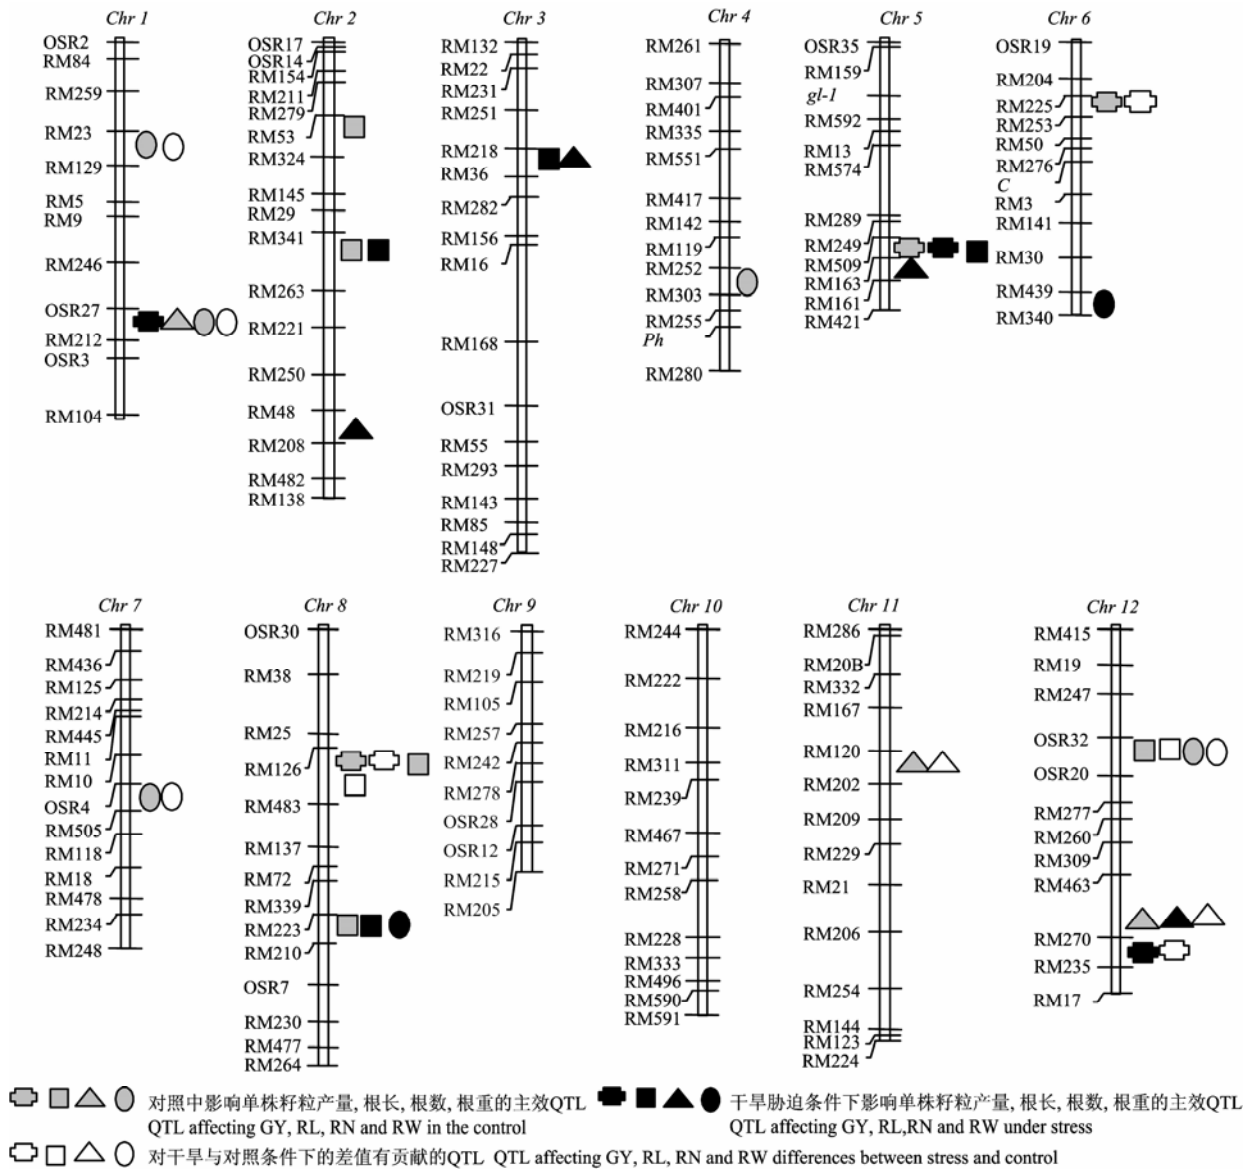 Chr 1
OSR2
RM84
RM259
RM23
RM129
RM5
RM9
RM246
OSR27
RM212
OSR3
RM104
Chr 2
OSR17
OSR14
RM154
RM211
RM279
RM53
RM324
RM145
RM29
RM341
RM263
RM221
RM250
RM48
RM208
RM482
RM138
Chr 3
RM132
RM22
RM231
RM251
RM218
RM36
RM282
RM156
RM16
RM168
OSR31
RM55
RM293
RM143
RM85
RM148
RM227
Chr 4
RM261
RM307
RM401
RM335
RM551
RM417
RM142
RM119
RM252
RM303
RM255
Ph
RM280
Chr 5
OSR35
RM159
gl-1
RM592
RM13
RM574
RM289
RM249
RM509
RM163
RM161
RM421
Chr 6
OSR19
RM204
RM225
RM253
RM50
RM276
C
RM3
RM141
RM30
RM439
RM340
Chr 7
RM481
RM436
RM125
RM214
RM445
RM11
RM10
OSR4
RM505
RM118
RM18
RM478
RM234
RM248
Chr 8
OSR30
RM38
RM25
RM126
RM483
RM137
RM72
RM339
RM223
RM210
OSR7
RM230
RM477
RM264
Chr 9
RM316
RM219
RM105
RM257
RM242
RM278
OSR28
OSR12
RM215
RM205
Chr 10
RM244
RM222
RM216
RM311
RM239
RM467
RM271
RM258
RM228
RM333
RM496
RM590
RM591
Chr 11
RM286
RM20B
RM332
RM167
RM120
RM202
RM209
RM229
RM21
RM206
RM254
RM144
RM123
RM224
Chr 12
RM415
RM19
RM247
OSR32
OSR20
RM277
RM260
RM309
RM463
RM270
RM235
RM17
对照中影响单株籽粒产量, 根长, 根数, 根重的主效QTL
QTL affecting GY, RL, RN and RW in the control
干旱胁迫条件下影响单株籽粒产量, 根长, 根数, 根重的主效QTL
QTL affecting GY, RL,RN and RW under stress
对干旱与对照条件下的差值有贡献的QTL QTL affecting GY, RL, RN and RW differences between stress and control